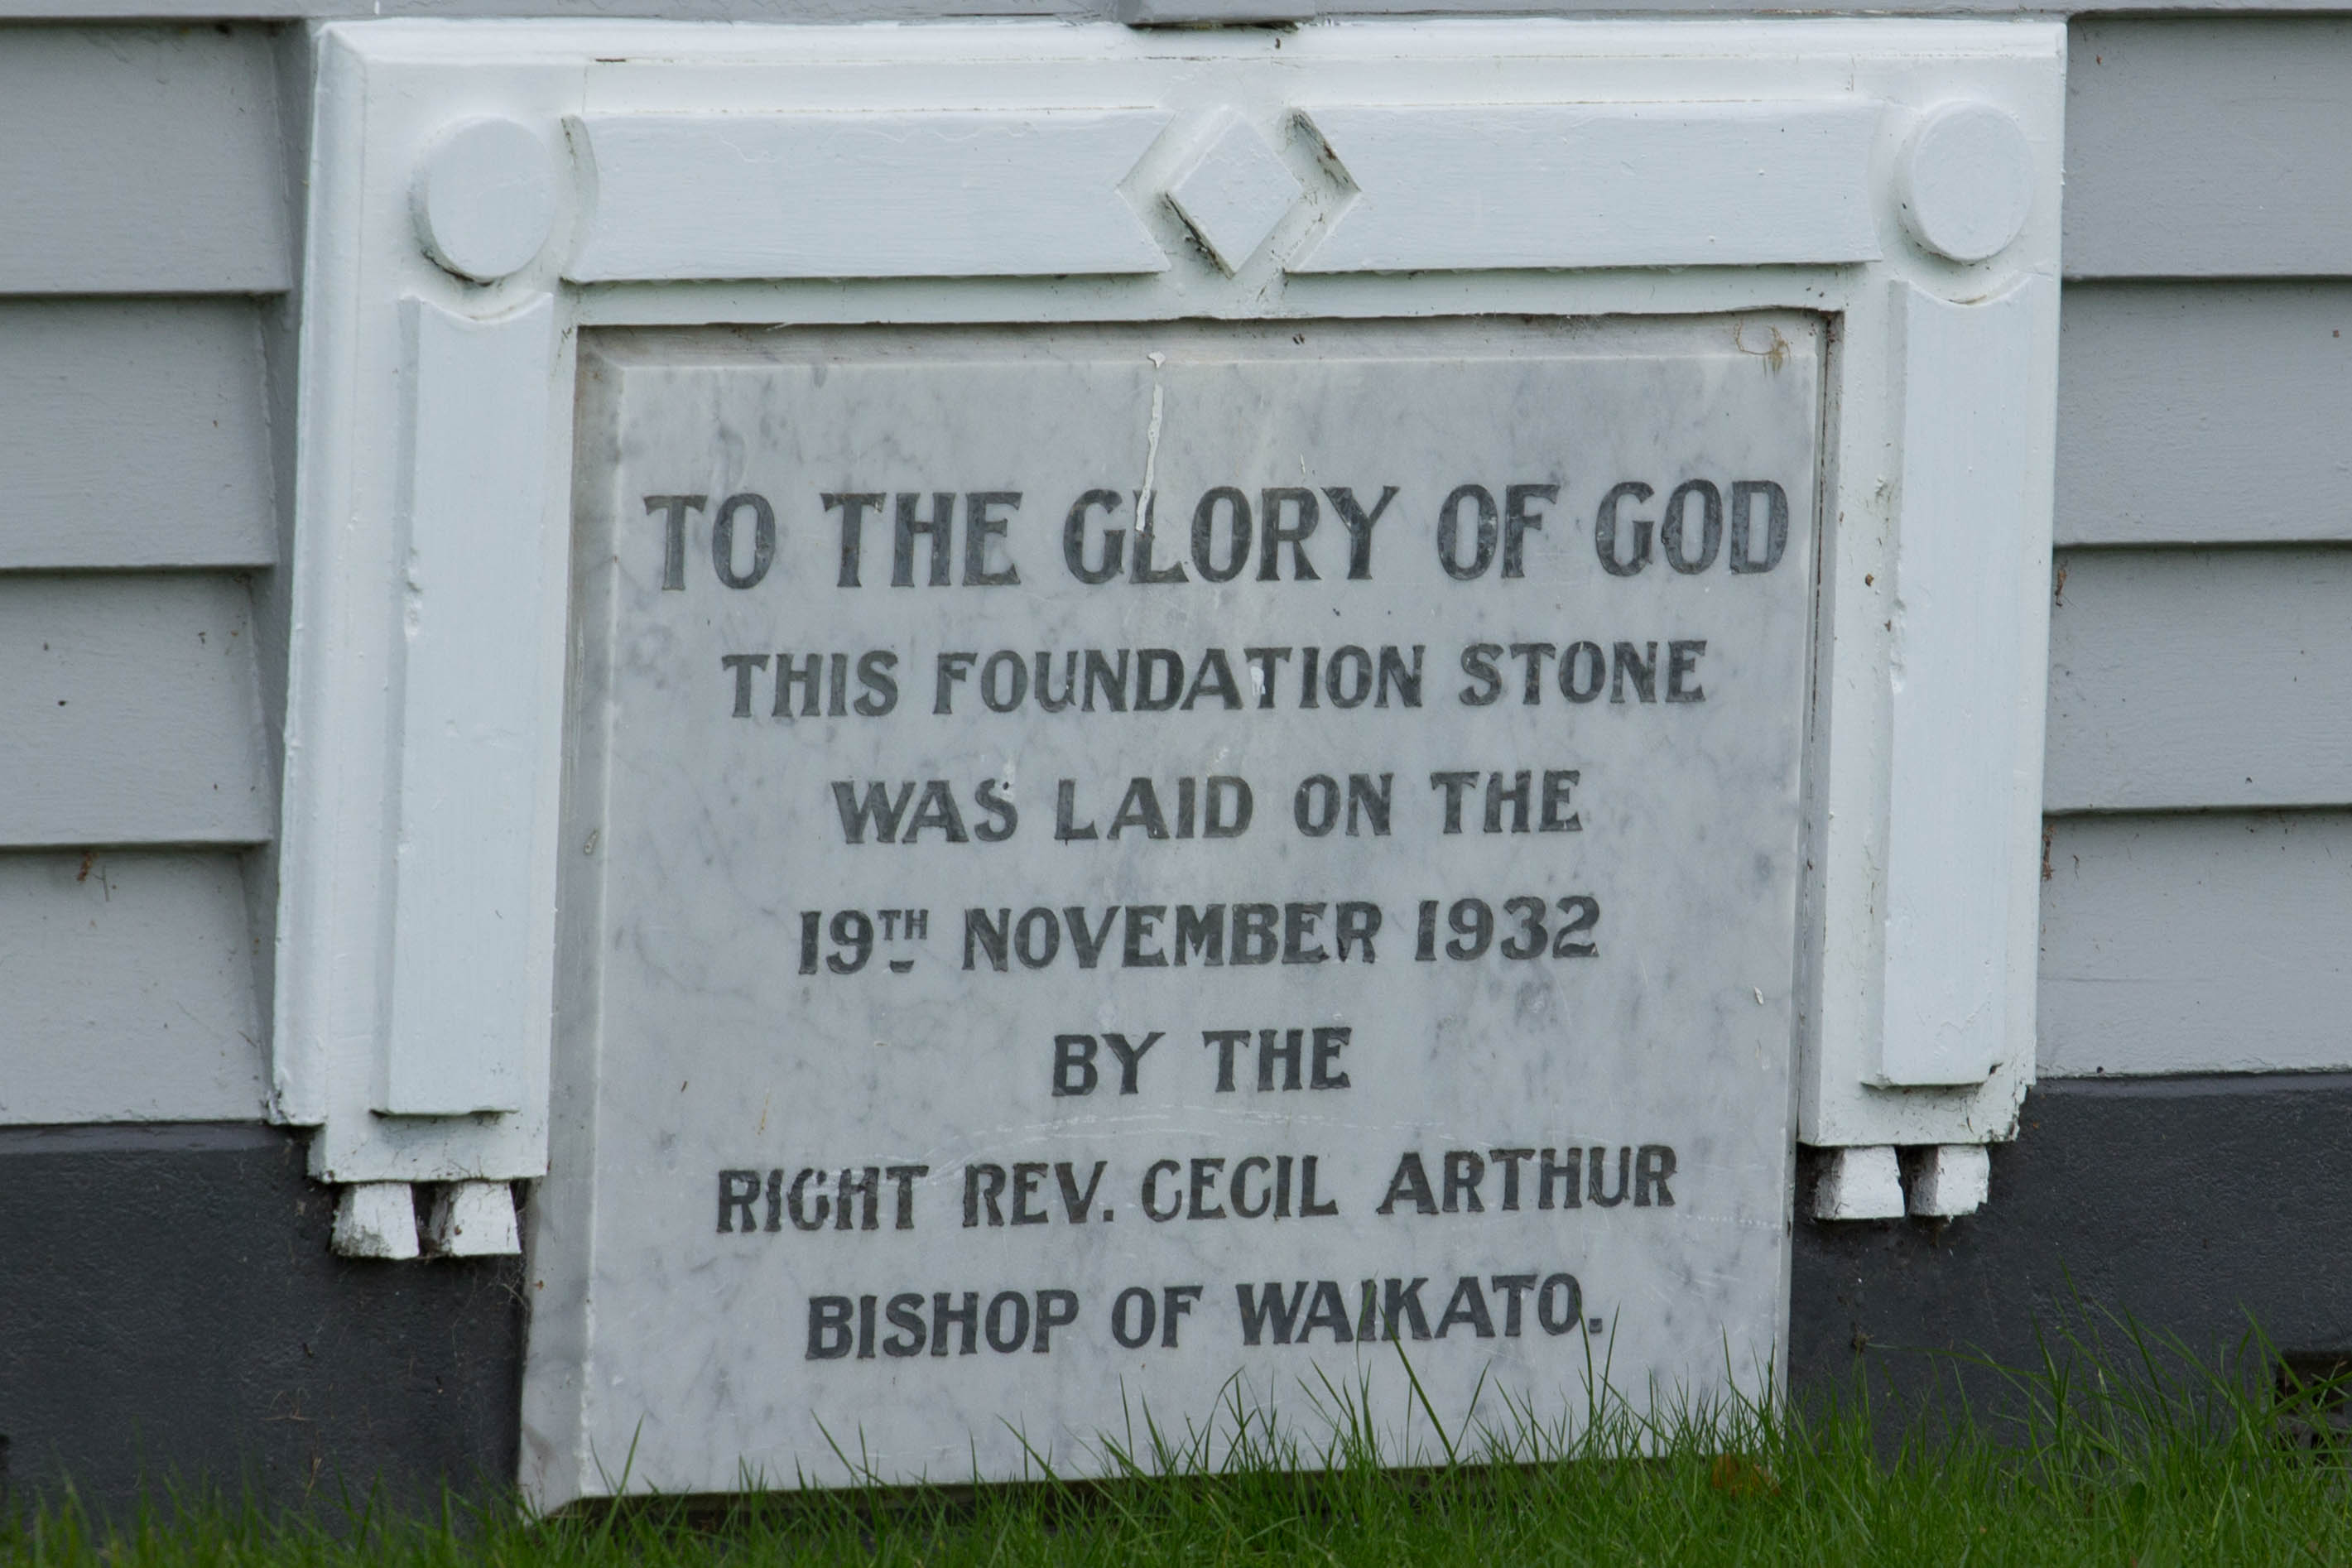 TO THE GLORY OF GOD
THIS FOUNDATION STONE
WAS LAID ON THE
19TH NOVEMBER 1932
BY THE
RIGHT REV. CECIL ARTHUR
BISHOP OF WAIKATO.